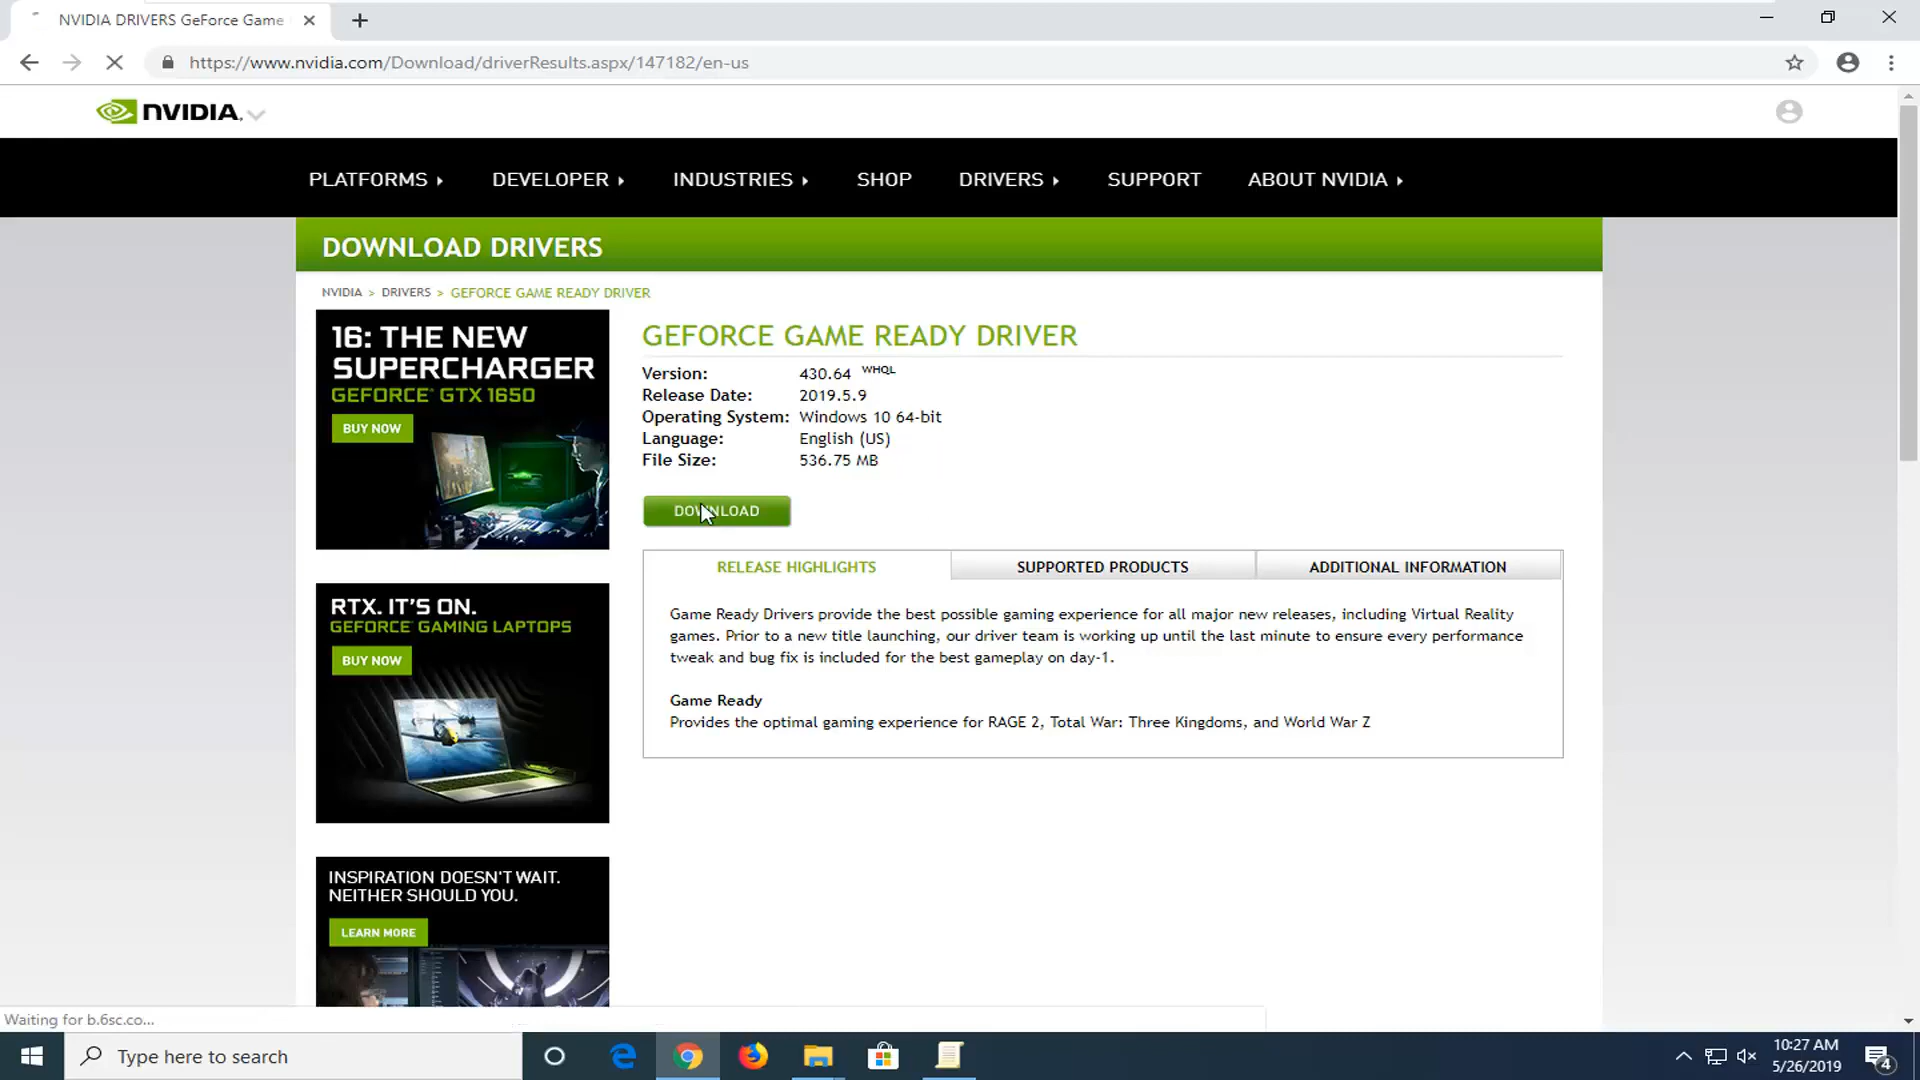 NVIDIA DRIVERS GeForce Game
https://www.nvidia.com/Download/driverResults.aspx/147182/en-us
NVIDIA.
PLATFORMS DEVELOPER INDUSTRIES SHOP DRIVERS SUPPORT ABOUT NVIDIA
DOWNLOAD DRIVERS
NVIDIA > DRIVERS > GEFORCE GAME READY DRIVER
16: THE NEW
SUPERCHARGER
GEFORCE® GTX 1650
BUY NOW
RTX. IT'S ON.
GEFORCE® GAMING LAPTOPS
BUY NOW
INSPIRATION DOESN'T WAIT.
NEITHER SHOULD YOU.
LEARN MORE
GEFORCE GAME READY DRIVER
Version: 430.64 WHQL
Release Date: 2019.5.9
Operating System: Windows 10 64-bit
Language: English (US)
File Size: 536.75 MB
DOWNLOAD
RELEASE HIGHLIGHTS SUPPORTED PRODUCTS ADDITIONAL INFORMATION
Game Ready Drivers provide the best possible gaming experience for all major new releases, including Virtual Reality
games. Prior to a new title launching, our driver team is working up until the last minute to ensure every performance
tweak and bug fix is included for the best gameplay on day-1.
Game Ready
Provides the optimal gaming experience for RAGE 2, Total War: Three Kingdoms, and World War Z
Waiting for b.6sc.co...
Type here to search
10:27 AM
5/26/2019
4